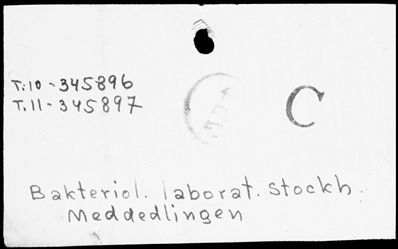 T:10-345896
T.11-345897
C
Bakteriol. laborat. Stockh.
Meddedlingen